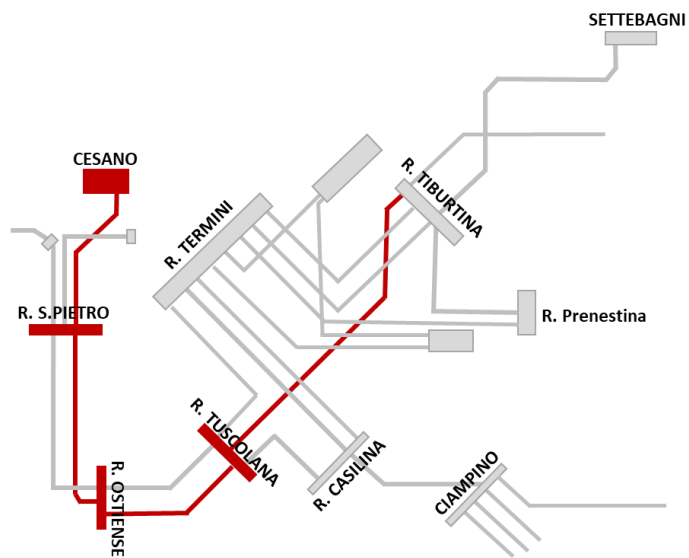 SETTEBAGNI
CESANO
R. TIBURTINA
R. TERMINI
R. S.PIETRO
R. Prenestina
R. TUSCOLANA
R. CASILINA
CIAMPINO
R. OSTIENSE